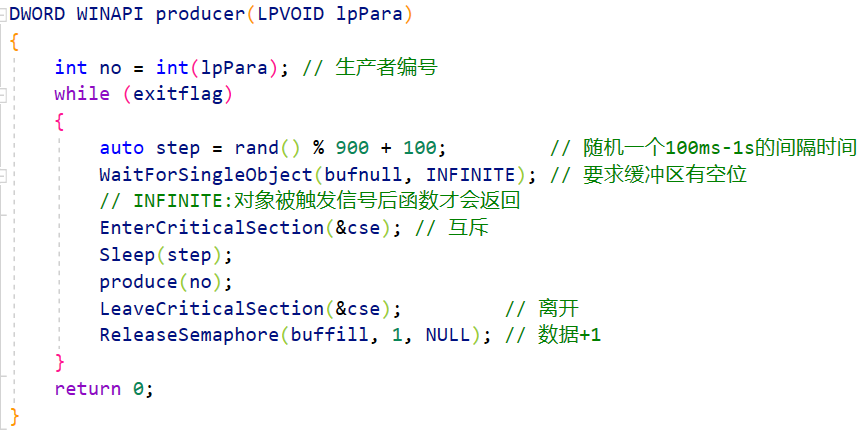 DWORD WINAPI producer(LPVOID lpPara)
{
    int no = int(lpPara); // 生产者编号
    while (exitflag)
    {
        auto step = rand() % 900 + 100;         // 随机一个100ms-1s的间隔时间
        WaitForSingleObject(bufnull, INFINITE); // 要求缓冲区有空位
        // INFINITE:对象被触发信号后函数才会返回
        EnterCriticalSection(&cse); // 互斥
        Sleep(step);
        produce(no);
        LeaveCriticalSection(&cse);         // 离开
        ReleaseSemaphore(buffill, 1, NULL); // 数据+1
    }
    return 0;
}